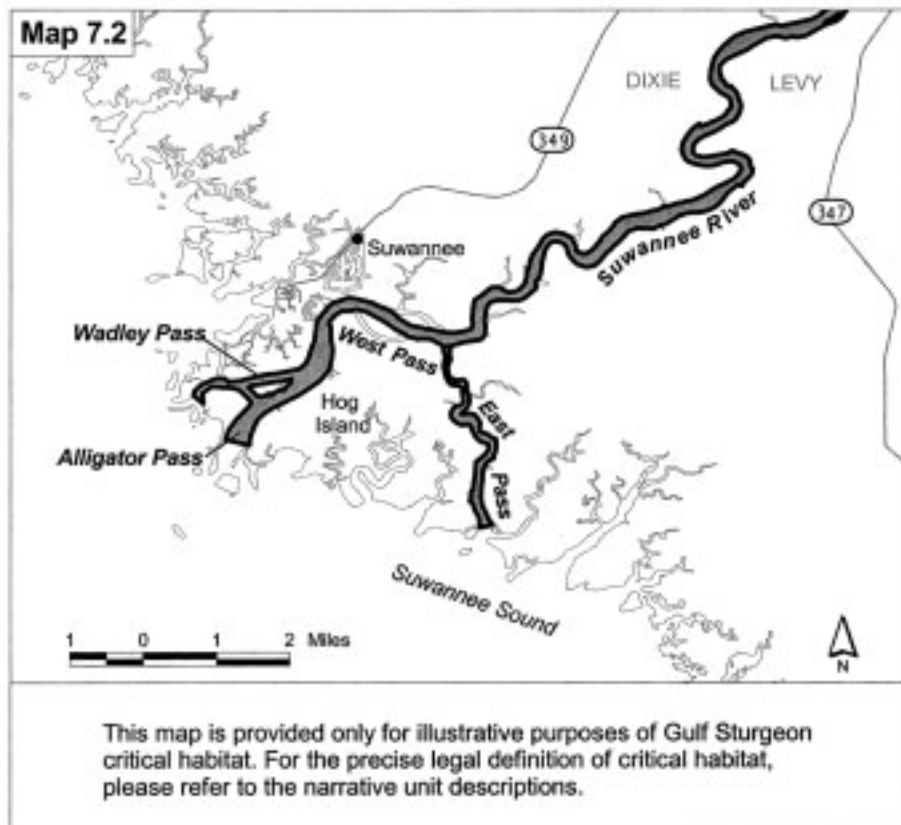 Map 7.2
DIXIE
LEVY
349
347
Suwannee
Suwannee River
Wadley Pass
West Pass
Hog
Island
East
Pass
Alligator Pass
Suwannee Sound
1 0 1 2 Miles
N
This map is provided only for illustrative purposes of Gulf Sturgeon
critical habitat. For the precise legal definition of critical habitat,
please refer to the narrative unit descriptions.